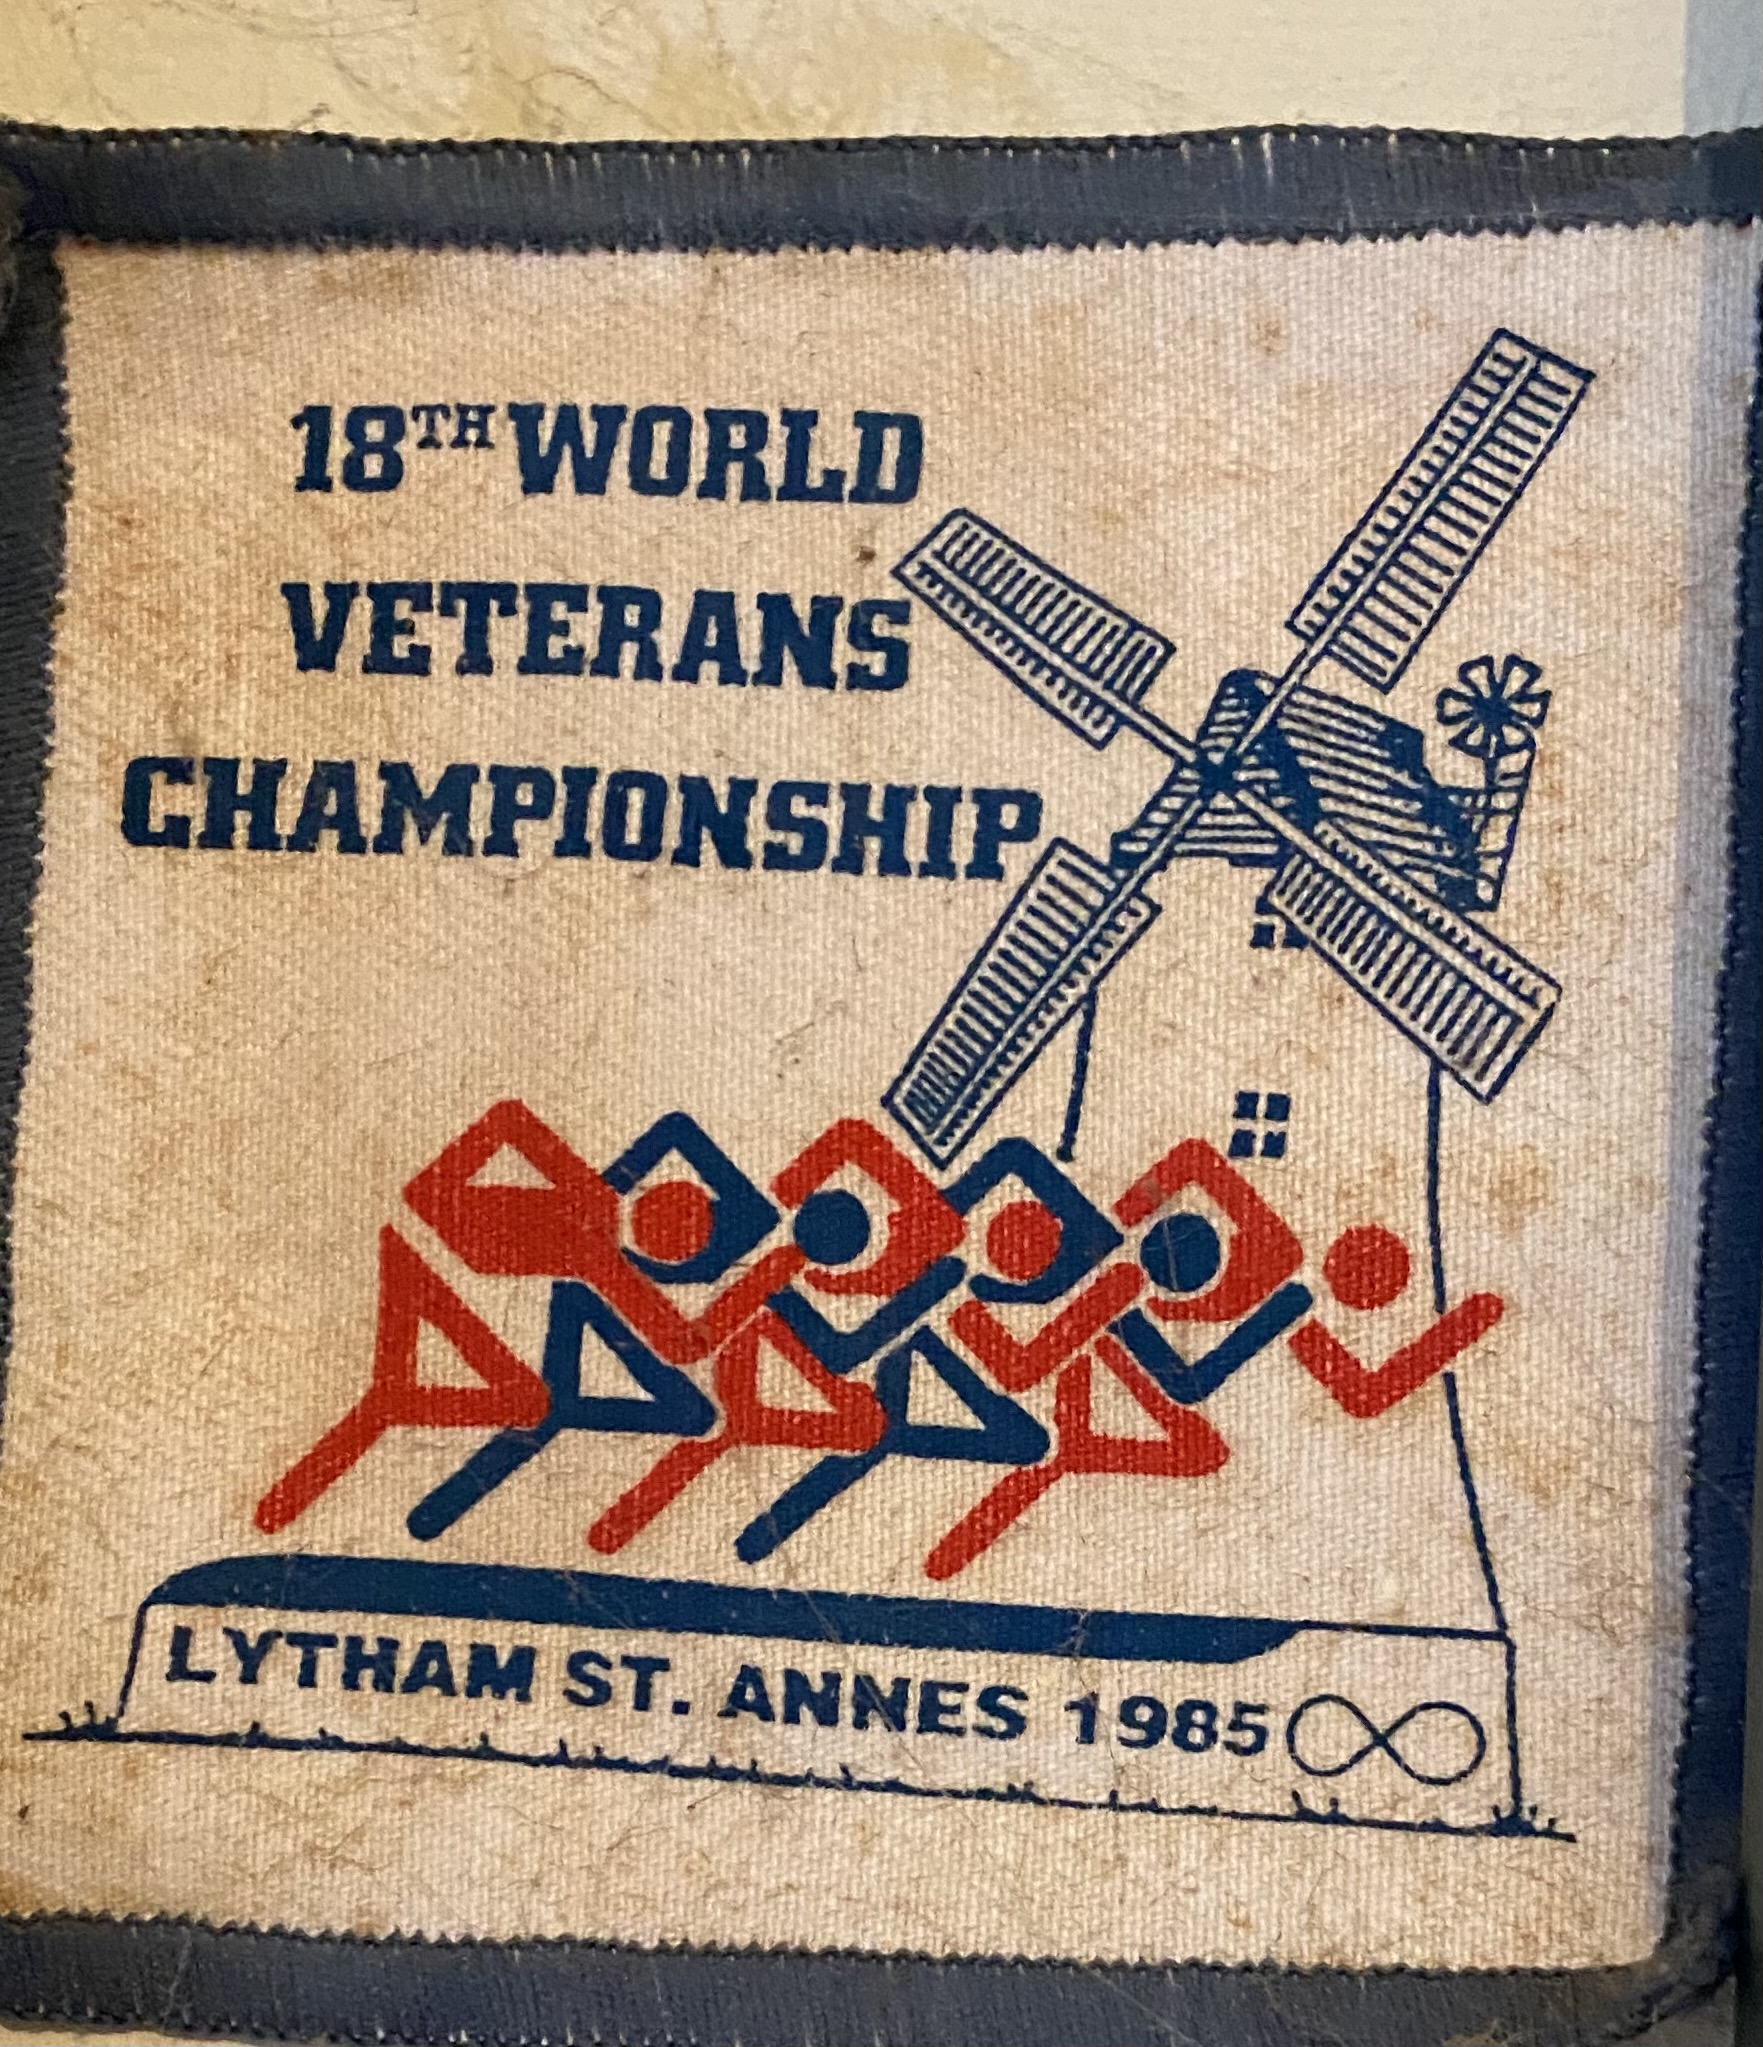 18TH WORLD
VETERANS
CHAMPIONSHIP
LYTHAM ST. ANNES 1985